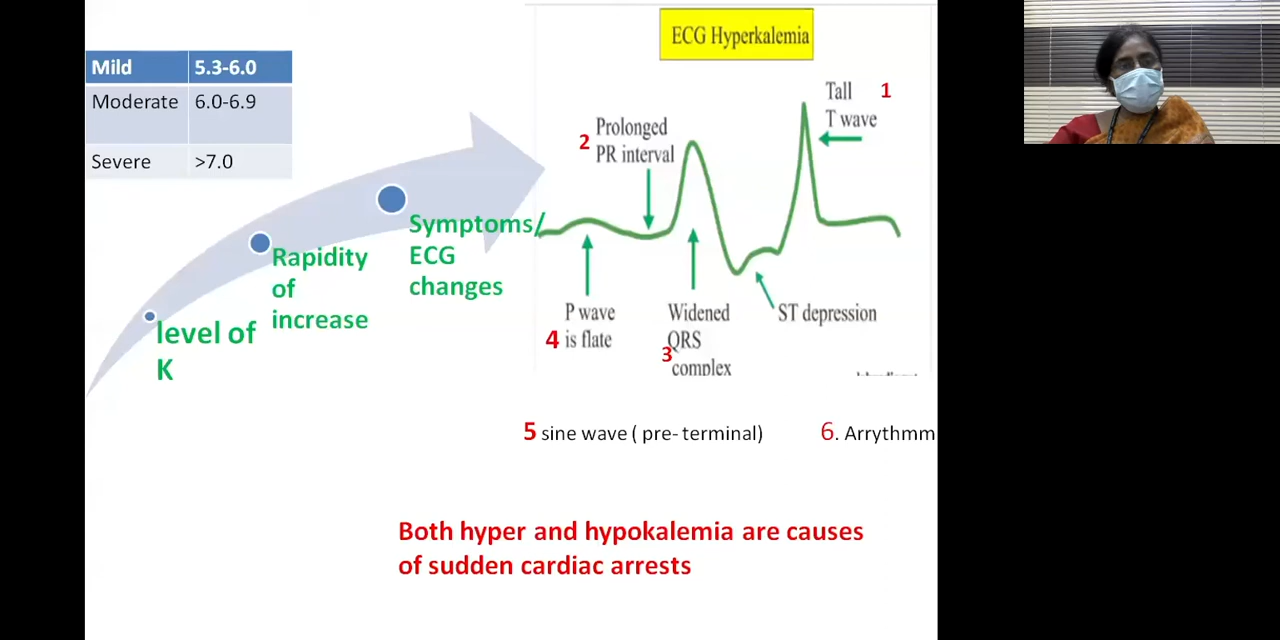 Mild 5.3-6.0
Moderate 6.0-6.9
Severe >7.0
level of
K
Rapidity
of
increase
Symptoms/
ECG
changes
ECG Hyperkalemia
Tall 1
T wave
2 Prolonged
PR interval
P wave
4 is flate
Widened
QRS
3
complex
ST depression
5 sine wave ( pre- terminal)
6. Arrythmm
Both hyper and hypokalemia are causes
of sudden cardiac arrests